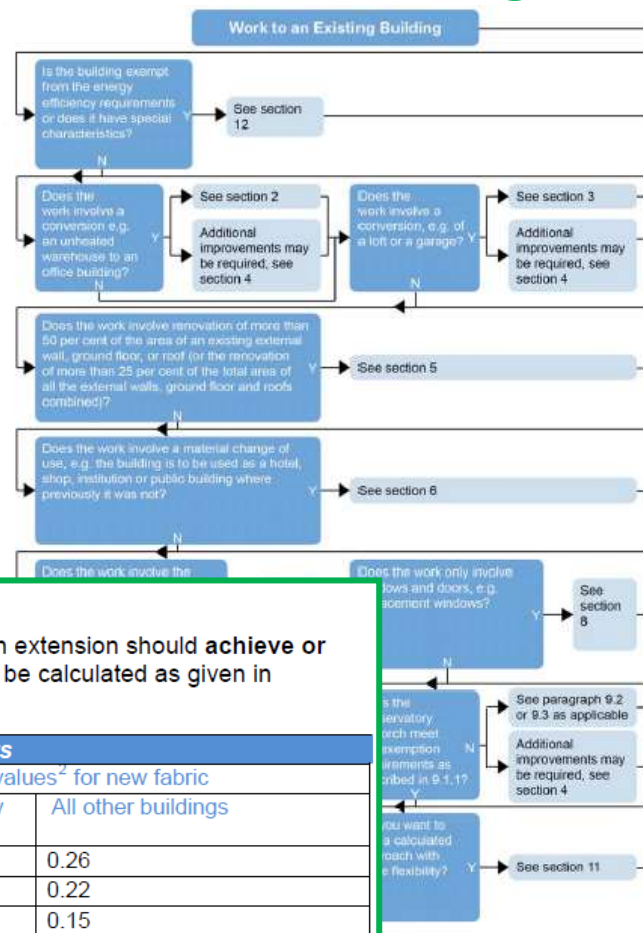 Work to an Existing Building
Is the building exempt
from the energy
efficiency requirements
or does it have special
characteristics?
Y
N
See section
12
Does the
work involve a
conversion e.g.
an unheated
warehouse to an
office building?
Y
N
See section 2
Additional
improvements may
be required, see
section 4
Does the
work involve a
conversion, e.g. of
a loft or a garage?
Y
N
See section 3
Additional
improvements may
be required, see
section 4
Does the work involve renovation of more than
50 per cent of the area of an existing external
wall, ground floor, or roof (or the renovation
of more than 25 per cent of the total area of
all the external walls, ground floor and roofs
combined)?
Y
N
See section 5
Does the work involve a material change of
use, e.g. the building is to be used as a hotel,
shop, institution or public building where
previously it was not?
Y
N
See section 6
Does the work involve the
Does the work only involve
dows and doors, e.g.
acement windows?
Y
N
See
section
8
n extension should achieve or
be calculated as given in
s
values² for new fabric
y
All other buildings
0.26
0.22
0.15
s the
servatory
orch meet
exemption
irements as
cribed in 9.1.1?
N
Y
See paragraph 9.2
or 9.3 as applicable
Additional
improvements may
be required, see
section 4
you want to
a calculated
oach with
e flexibility?
Y
See section 11